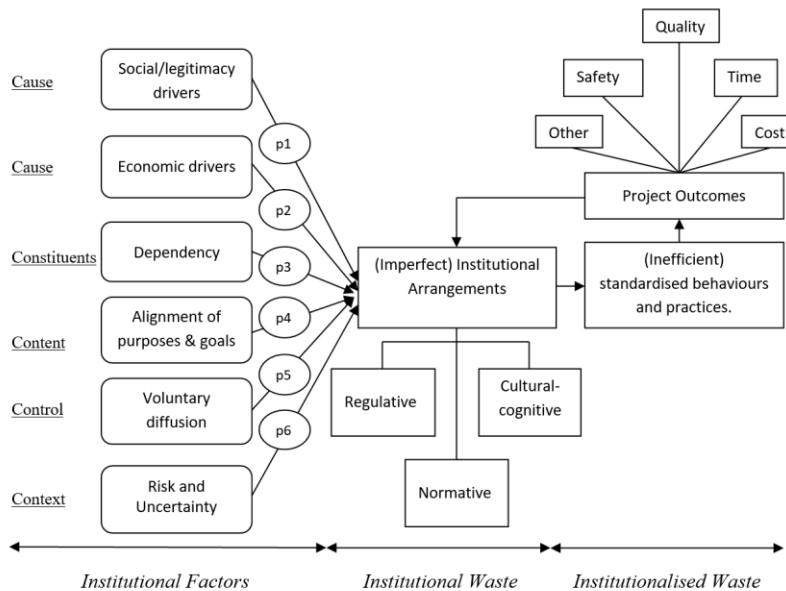 Quality
Safety
Time
Other
Cost
Cause
Social/legitimacy
drivers
p1
Cause
Economic drivers
p2
Project Outcomes
Constituents
Dependency
p3
(Imperfect) Institutional
Arrangements
(Inefficient)
standardised behaviours
and practices.
Content
Alignment of
purposes & goals
p4
Control
Voluntary
diffusion
p5
Regulative
Cultural-
cognitive
p6
Context
Risk and
Uncertainty
Normative
Institutional Factors
Institutional Waste
Institutionalised Waste